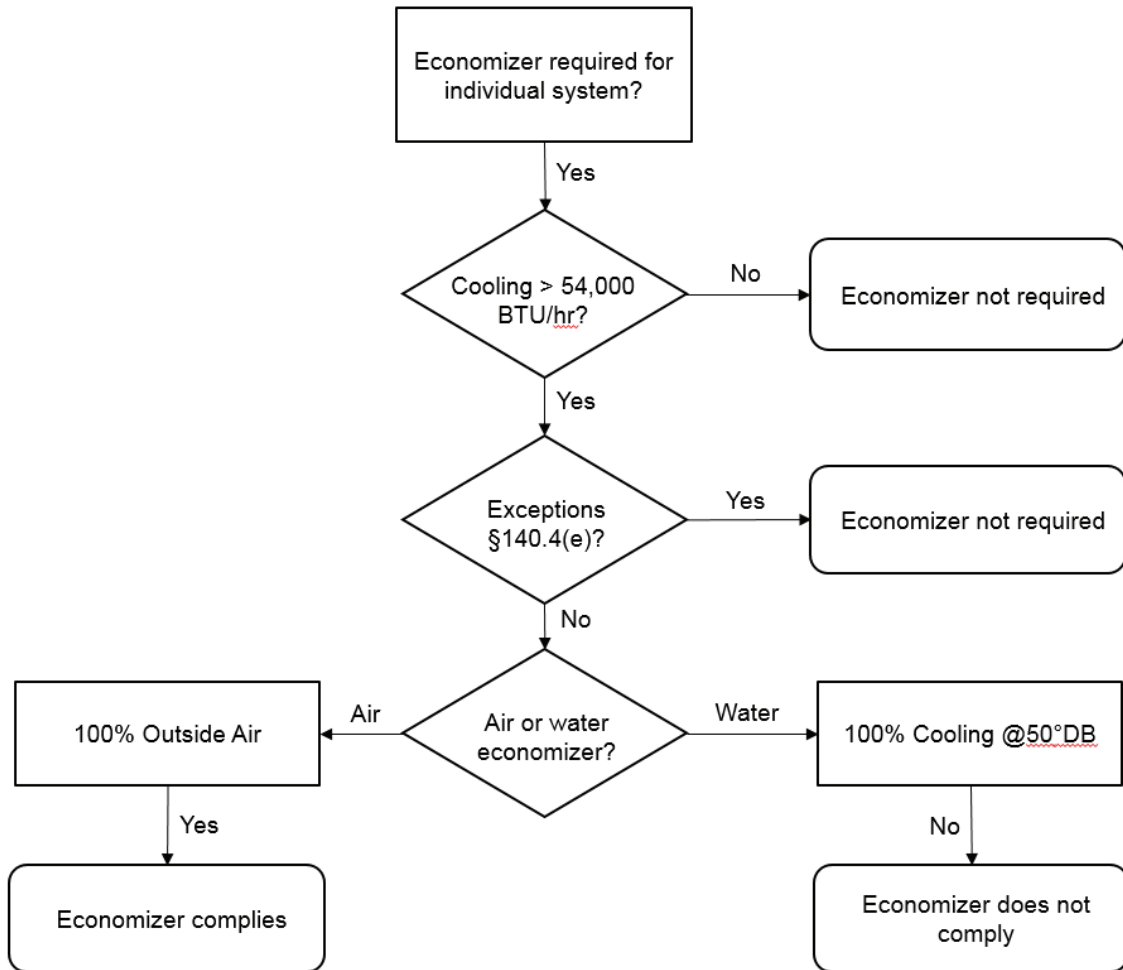 Economizer required for
individual system?
Yes
Cooling > 54,000
BTU/hr?
No
Economizer not required
Yes
Exceptions
§140.4(e)?
Yes
Economizer not required
No
Air or water
economizer?
Air
100% Outside Air
Water
100% Cooling @50°DB
Yes
Economizer complies
No
Economizer does not
comply